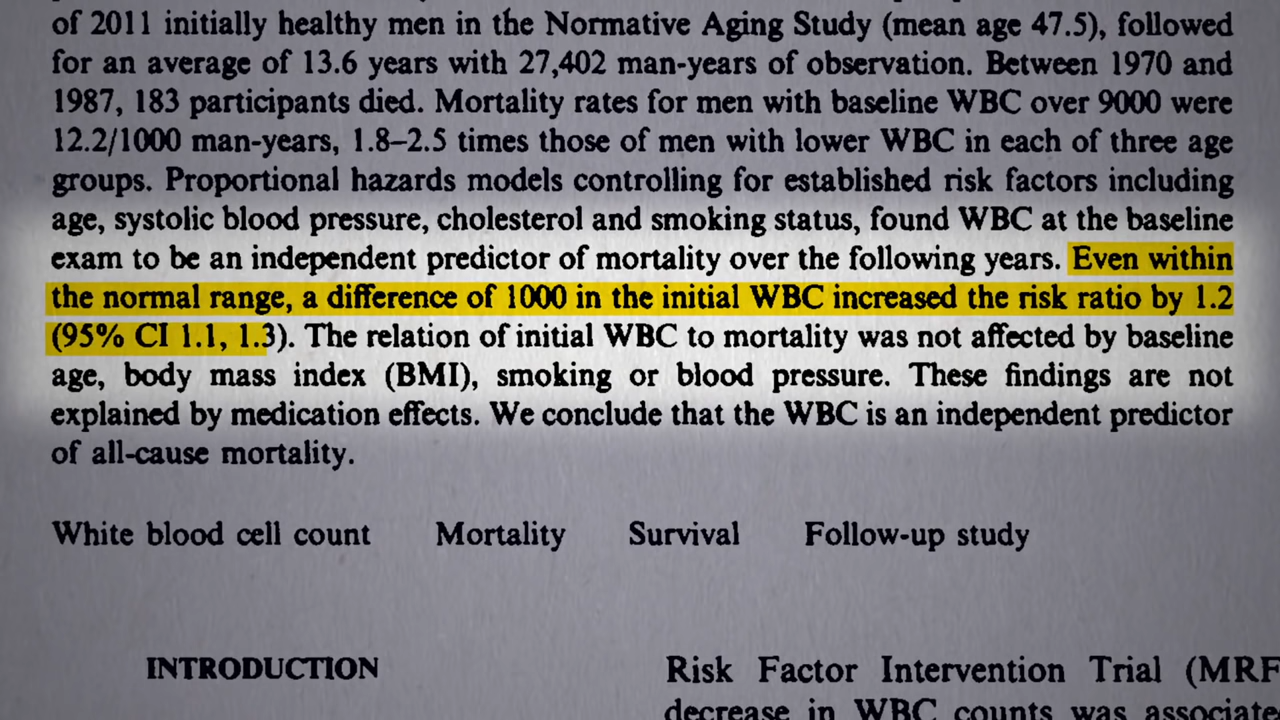 of 2011 initially healthy men in the Normative Aging Study (mean age 47.5), followed
for an average of 13.6 years with 27,402 man-years of observation. Between 1970 and
1987, 183 participants died. Mortality rates for men with baseline WBC over 9000 were
12.2/1000 man-years, 1.8–2.5 times those of men with lower WBC in each of three age
groups. Proportional hazards models controlling for established risk factors including
age, systolic blood pressure, cholesterol and smoking status, found WBC at the baseline
exam to be an independent predictor of mortality over the following years. Even within
the normal range, a difference of 1000 in the initial WBC increased the risk ratio by 1.2
(95% CI 1.1, 1.3). The relation of initial WBC to mortality was not affected by baseline
age, body mass index (BMI), smoking or blood pressure. These findings are not
explained by medication effects. We conclude that the WBC is an independent predictor
of all-cause mortality.
White blood cell count Mortality Survival Follow-up study
INTRODUCTION
Risk Factor Intervention Trial (MRF
decrease in WBC counts was associate